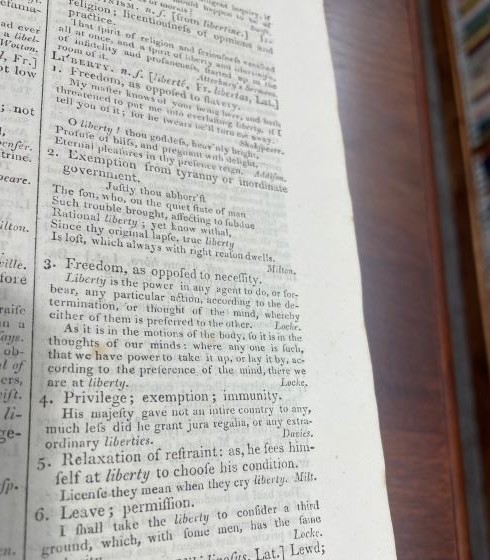 religion; licentiousness of opinions and
practice.
That spirit of religion and seriousness vanished
all at once, and a spirit of liberty and libertinism,
of infidelity and profaneness, started up in the
room of it. Atterbury's Sermons.
LI'BERTY. n. s. [liberté, Fr. libertas, Lat.]
1. Freedom, as opposed to slavery.
My master knows of your being here, and hath
threatened to put me into everlasting liberty, if I
tell you of it; for he swears he'll turn me away.
Shakespeare.
O liberty! thou goddess, heav'nly bright,
Profuse of bliss, and pregnant with delight,
Eternal pleasures in thy presence reign. Addison.
2. Exemption from tyranny or inordinate
government.
Justly thou abhorr'st
The son, who, on the quiet state of man
Such trouble brought, affecting to subdue
Rational liberty; yet know withal,
Since thy original lapse, true liberty
Is lost, which always with right reason dwells.
Milton.
3. Freedom, as opposed to necessity.
Liberty is the power in any agent to do, or for-
bear, any particular action, according to the de-
termination, or thought of the mind, whereby
either of them is preferred to the other. Locke.
As it is in the motions of the body, so it is in the
thoughts of our minds: where any one is such,
that we have power to take it up, or lay it by, ac-
cording to the preference of the mind, there we
are at liberty. Locke.
4. Privilege; exemption; immunity.
His majesty gave not an intire country to any,
much less did he grant jura regalia, or any extra-
ordinary liberties. Davies.
5. Relaxation of restraint: as, he sees him-
self at liberty to choose his condition.
License they mean when they cry liberty. Milt.
6. Leave; permission.
I shall take the liberty to consider a third
ground, which, with some men, has the same
Locke.
Lat.] Lewd;